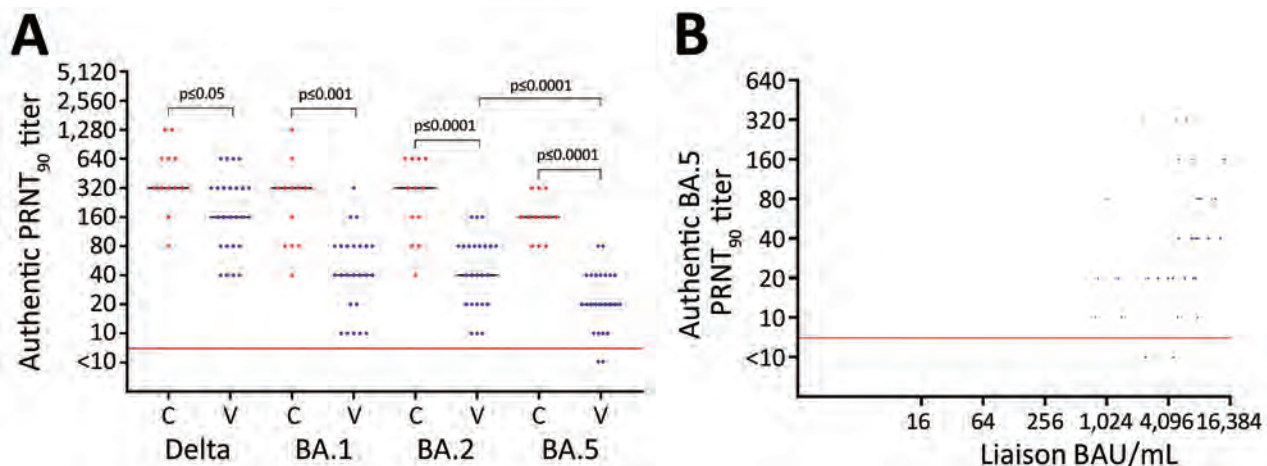 A
Authentic PRNT90 titer
5,120
2,560
1,280
640
320
160
80
40
20
10
<10
p≤0.05
p≤0.001
p≤0.0001
p≤0.0001
p≤0.0001
C V C V C V C V
Delta BA.1 BA.2 BA.5
B
Authentic BA.5
PRNT90 titer
640
320
160
80
40
20
10
<10
16 64 256 1,024 4,096 16,384
Liaison BAU/mL